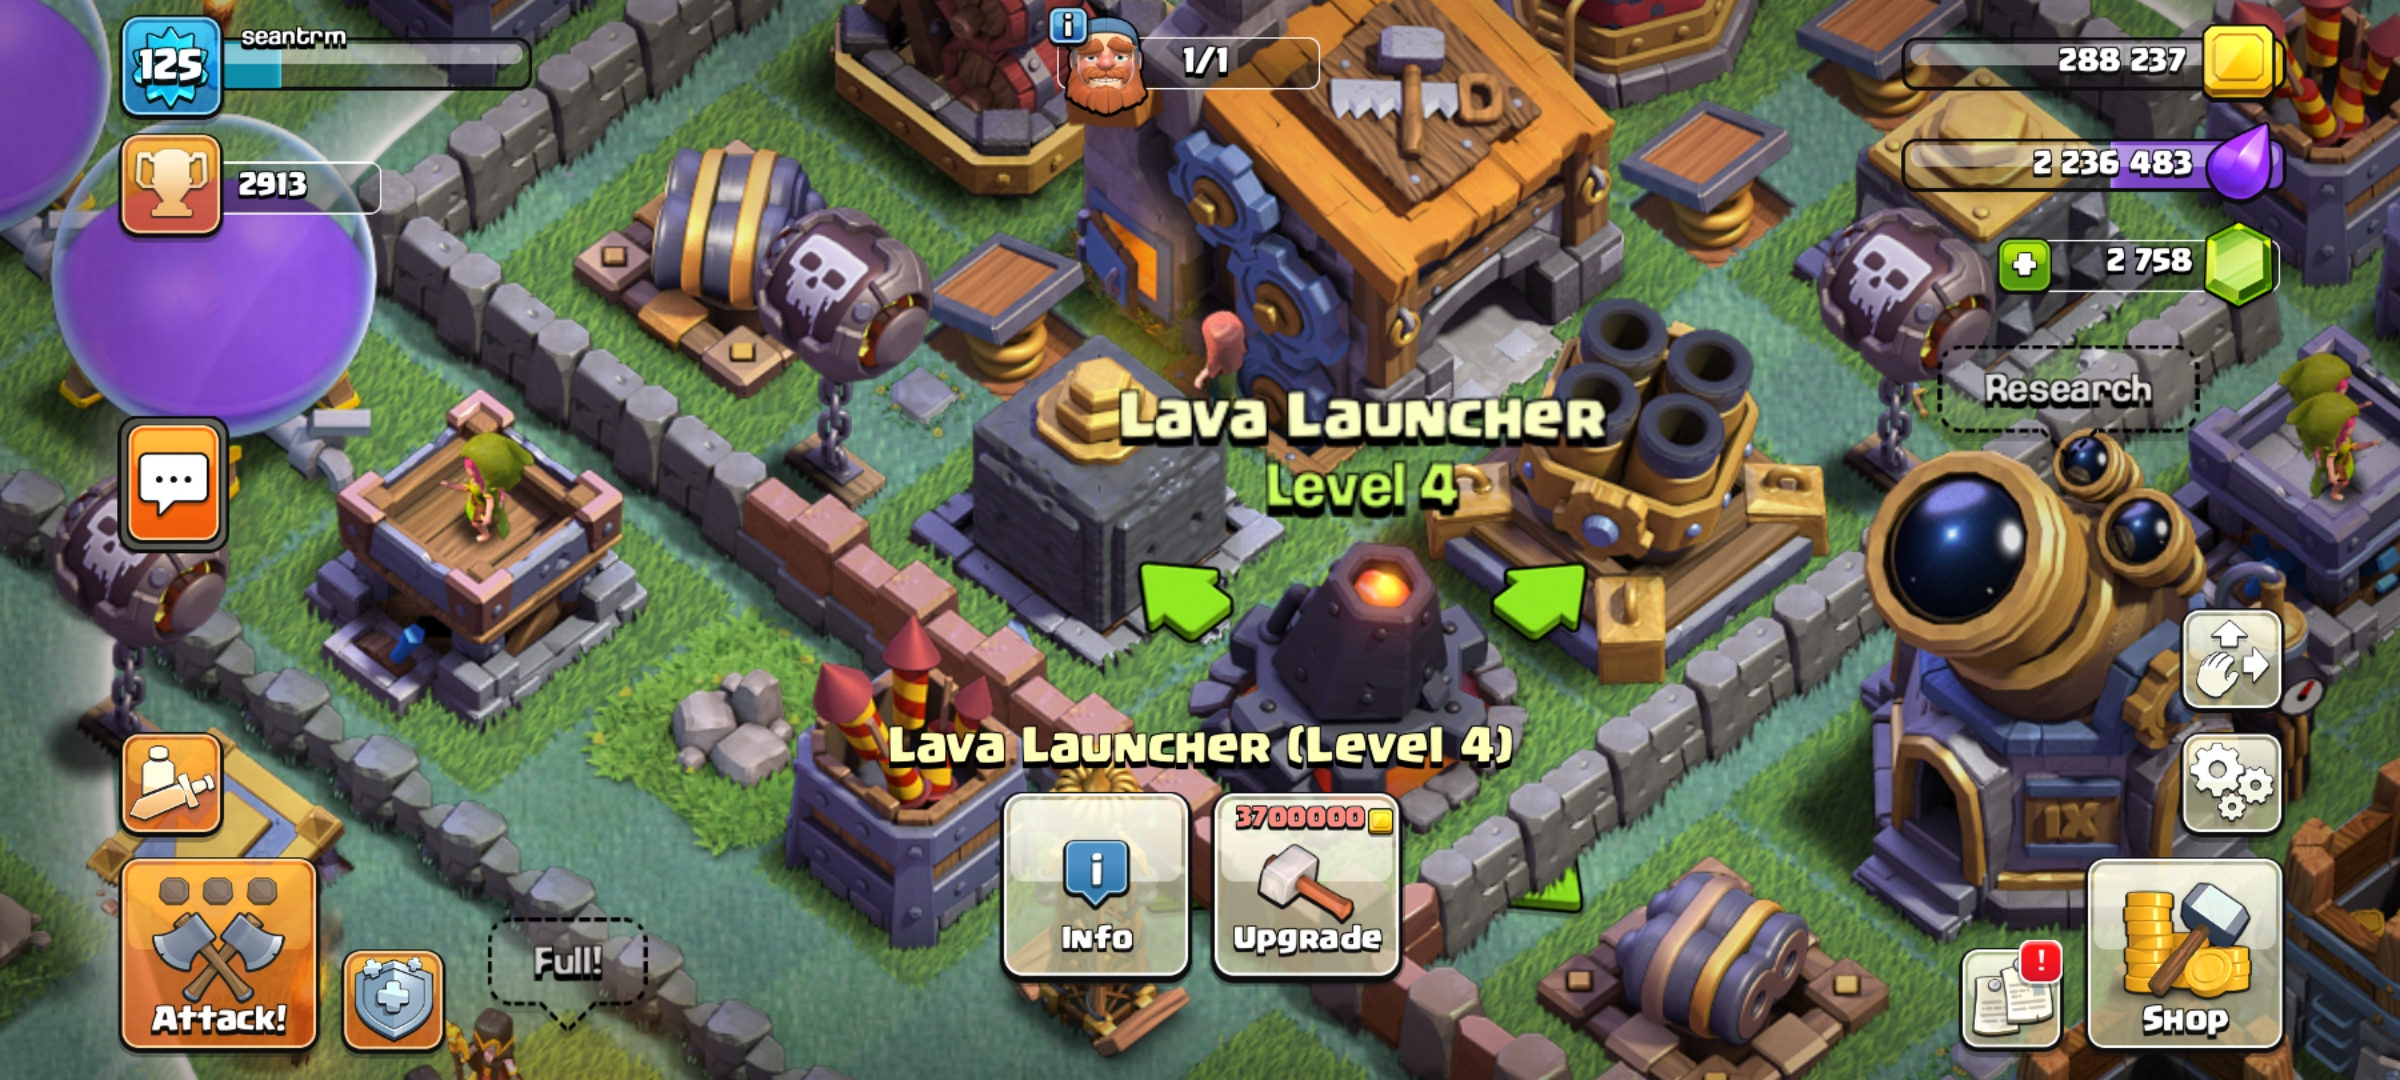 125
seantrm
1/1
288 237
2913
2 236 483
2 758
Research
Lava Launcher
Level 4
Lava Launcher (Level 4)
3700000
IX
Info
Upgrade
Full!
Attack!
Shop